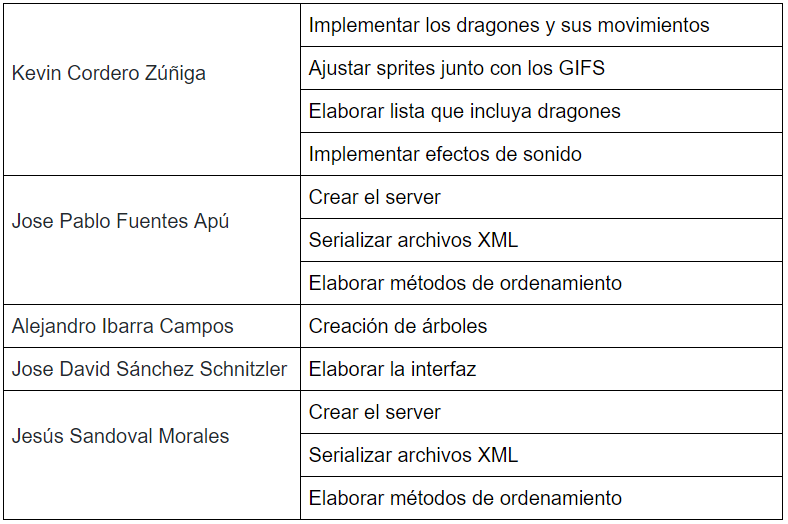 Kevin Cordero Zúñiga
Implementar los dragones y sus movimientos
Ajustar sprites junto con los GIFS
Elaborar lista que incluya dragones
Implementar efectos de sonido
Jose Pablo Fuentes Apú
Crear el server
Serializar archivos XML
Elaborar métodos de ordenamiento
Alejandro Ibarra Campos
Creación de árboles
Jose David Sánchez Schnitzler
Elaborar la interfaz
Jesús Sandoval Morales
Crear el server
Serializar archivos XML
Elaborar métodos de ordenamiento